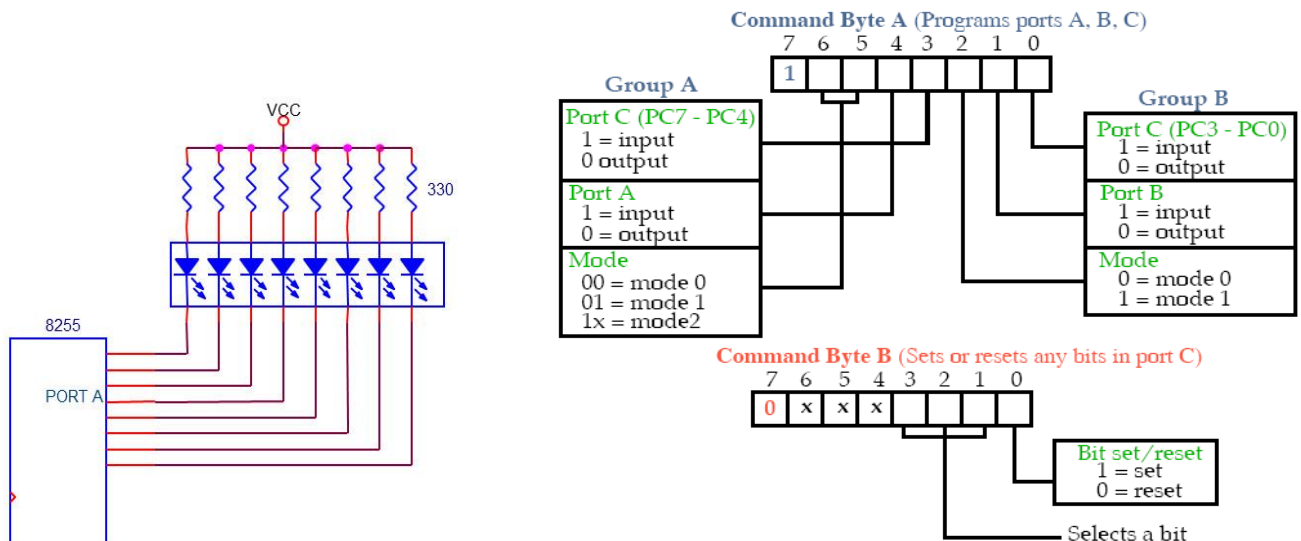 VCC
330
8255
PORT A
Command Byte A (Programs ports A, B, C)
7 6 5 4 3 2 1 0
1
Group A
Port C (PC7 - PC4)
1 = input
0 output
Port A
1 = input
0 = output
Mode
00 = mode 0
01 = mode 1
1x = mode2
Group B
Port C (PC3 - PC0)
1 = input
0 = output
Port B
1 = input
0 = output
Mode
0 = mode 0
1 = mode 1
Command Byte B (Sets or resets any bits in port C)
7 6 5 4 3 2 1 0
0 x x x
Bit set/reset
1 = set
0 = reset
Selects a bit